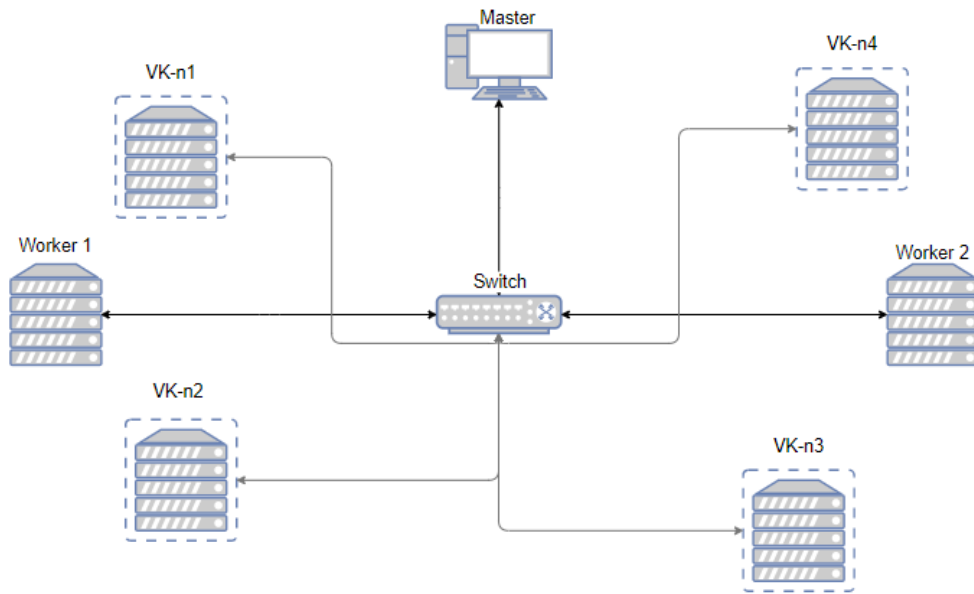 Master
VK-n4
VK-n1
Worker 1
Worker 2
Switch
VK-n2
VK-n3